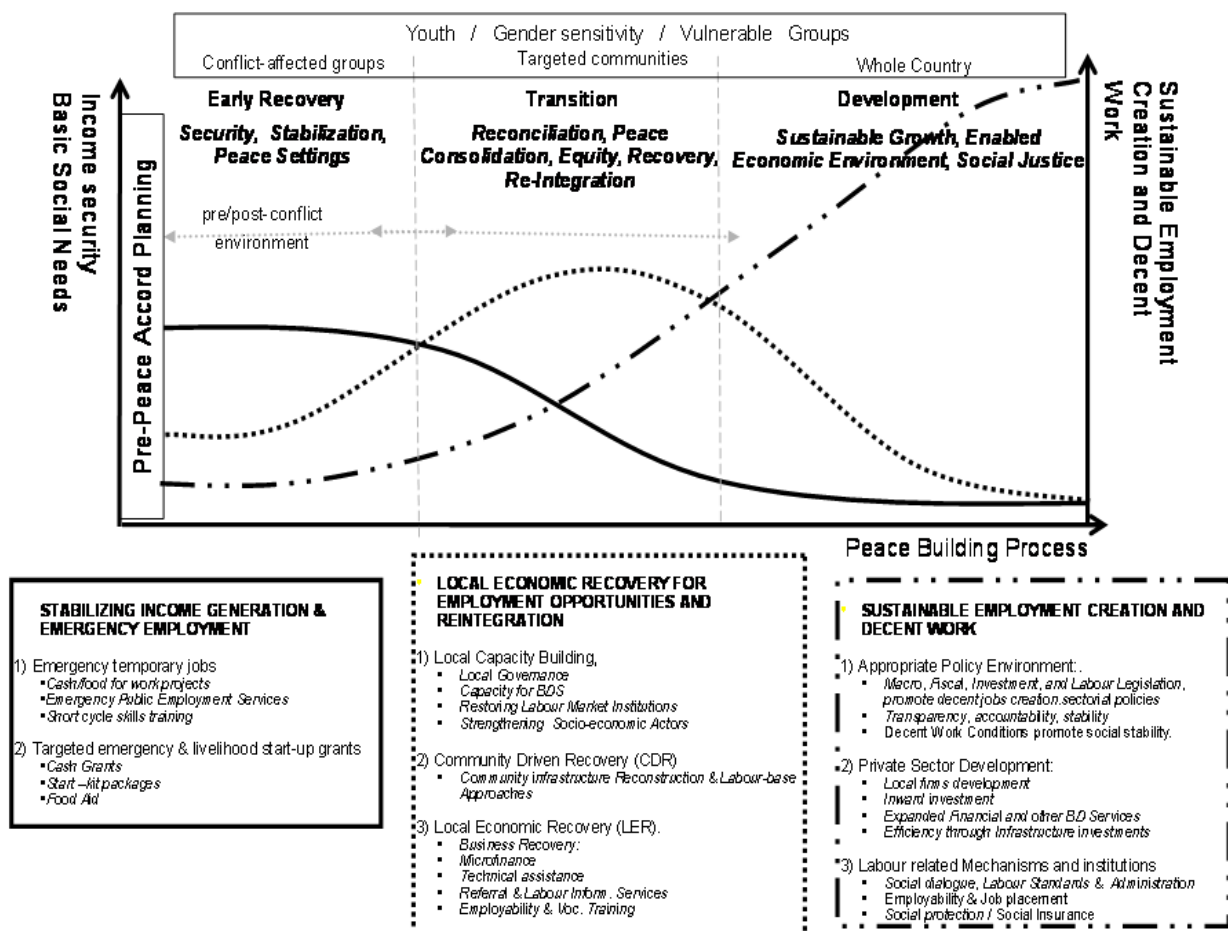 Youth / Gender sensitivity / Vulnerable Groups
Conflict-affected groups
Targeted communities
Whole Country
Early Recovery
Security, Stabilization,
Peace Settings
Transition
Reconciliation, Peace
Consolidation, Equity, Recovery,
Re-Integration
Development
Sustainable Growth, Enabled
Economic Environment, Social Justice
Income security
Basic Social Needs
Pre-Peace Accord Planning
pre/post-conflict
environment
Sustainable Employment
Creation and Decent
Work
Peace Building Process
STABILIZING INCOME GENERATION &
EMERGENCY EMPLOYMENT
1) Emergency temporary jobs
▪Cash/food for work projects
▪Emergency Public Employment Services
▪Short cycle skills training
2) Targeted emergency & livelihood start-up grants
▪Cash Grants
▪Start –kit packages
▪Food Aid
LOCAL ECONOMIC RECOVERY FOR
EMPLOYMENT OPPORTUNITIES AND
REINTEGRATION
1) Local Capacity Building,
▪ Local Governance
▪ Capacity for BDS
▪ Restoring Labour Market Institutions
▪ Strengthening Socio-economic Actors
2) Community Driven Recovery (CDR)
▪ Community infrastructure Reconstruction & Labour-base
Approaches
3) Local Economic Recovery (LER).
▪ Business Recovery:
▪ Microfinance
▪ Technical assistance
▪ Referral & Labour Inform. Services
▪ Employability & Voc. Training
SUSTAINABLE EMPLOYMENT CREATION AND
DECENT WORK
1) Appropriate Policy Environment:.
▪ Macro, Fiscal, Investment, and Labour Legislation,
promote decent jobs creation.sectorial policies
▪ Transparency, accountability, stability
▪ Decent Work Conditions promote social stability.
2) Private Sector Development:
▪ Local firms development
▪ Inward investment
▪ Expanded Financial and other BD Services
▪ Efficiency through Infrastructure investments
3) Labour related Mechanisms and institutions
▪ Social dialogue, Labour Standards & Administration
▪ Employability & Job placement
▪ Social protection / Social Insurance